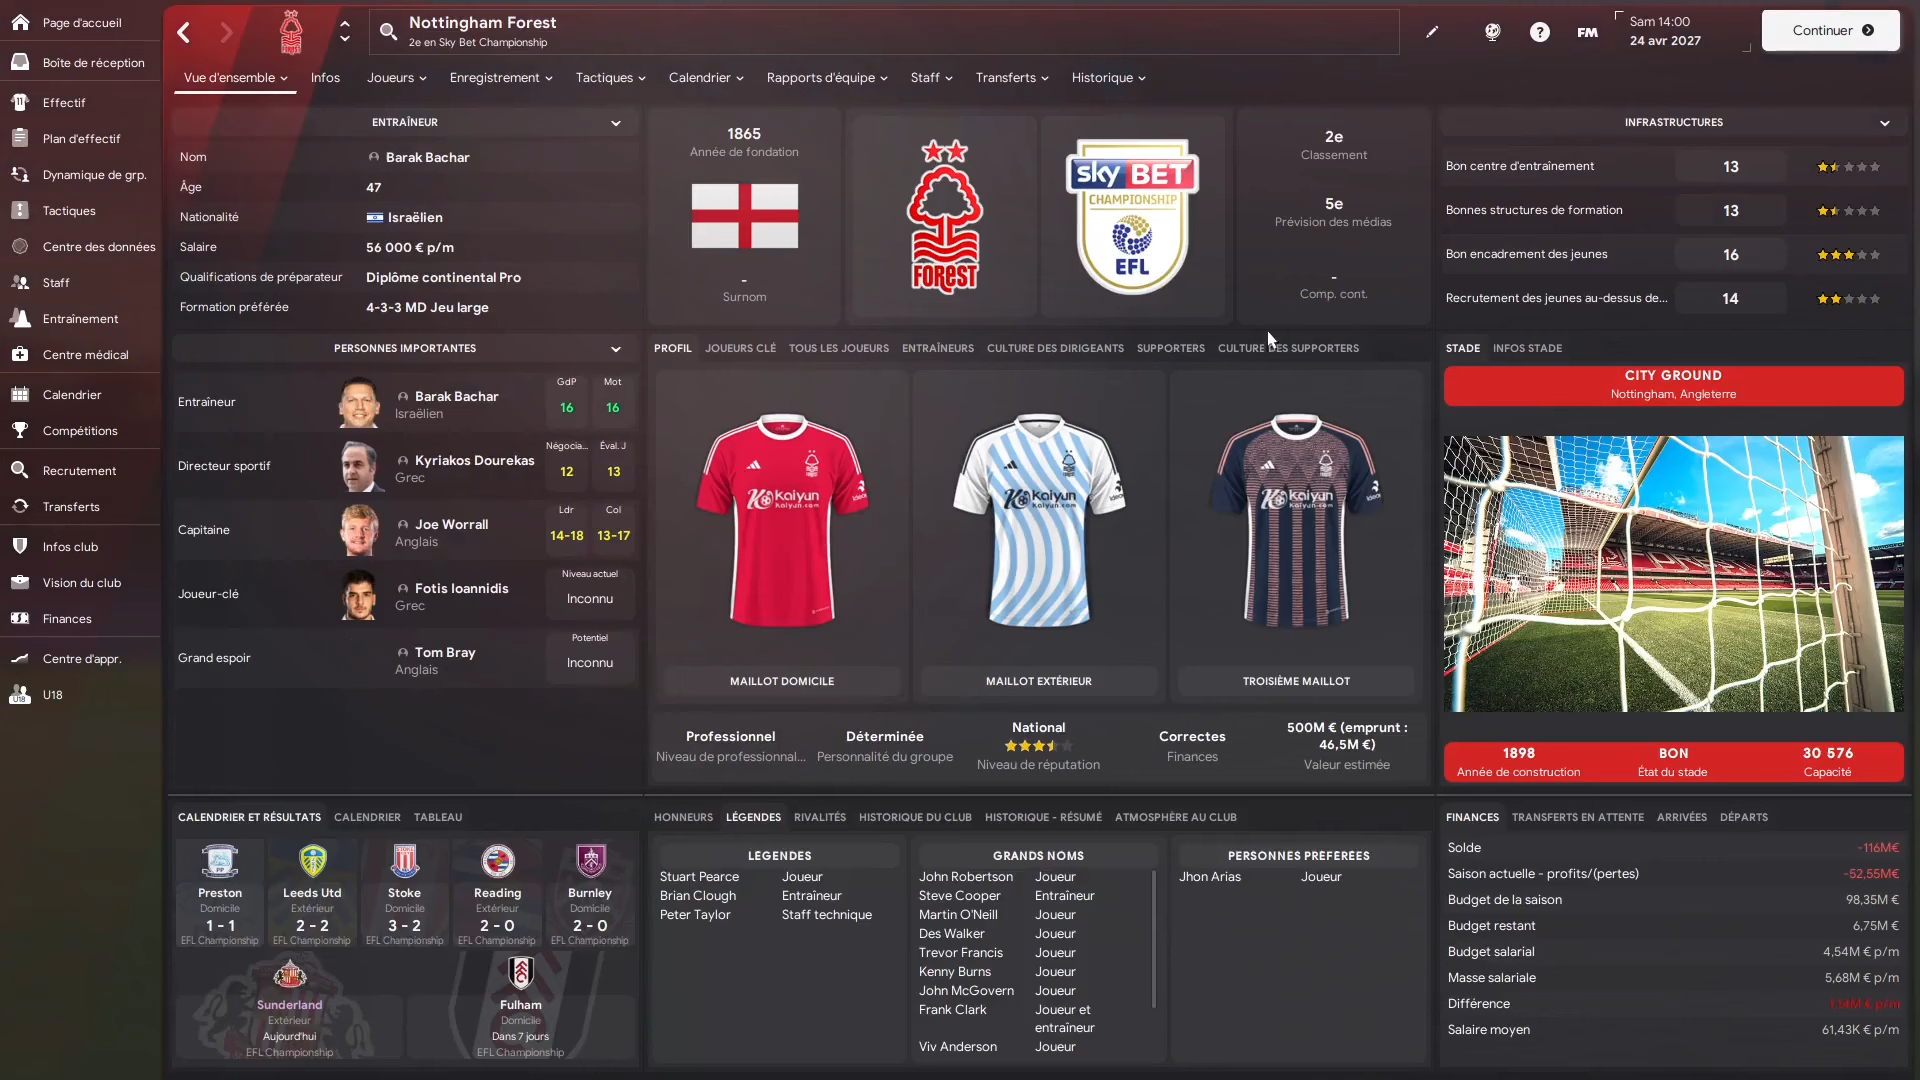 Page d'accueil
Boîte de réception
Effectif
Plan d'effectif
Dynamique de grp.
Tactiques
Centre des données
Staff
Entraînement
Centre médical
Calendrier
Compétitions
Recrutement
Transferts
Infos club
Vision du club
Finances
Centre d'appr.
U18
Nottingham Forest
2e en Sky Bet Championship
FM
Sam 14:00
24 avr 2027
Continuer
Vue d'ensemble
Infos
Joueurs
Enregistrement
Tactiques
Calendrier
Rapports d'équipe
Staff
Transferts
Historique
ENTRAÎNEUR
Nom Barak Bachar
Âge 47
Nationalité Israëlien
Salaire 56 000 € p/m
Qualifications de préparateur Diplôme continental Pro
Formation préférée 4-3-3 MD Jeu large
1865
Année de fondation
-
Surnom
FOREST
sky BET
CHAMPIONSHIP
EFL
2e
Classement
5e
Prévision des médias
-
Comp. cont.
INFRASTRUCTURES
Bon centre d'entraînement 13
Bonnes structures de formation 13
Bon encadrement des jeunes 16
Recrutement des jeunes au-dessus de... 14
PERSONNES IMPORTANTES
GdP Mot
Entraîneur Barak Bachar 16 16
Israëlien
Négocia... Éval. J
Directeur sportif Kyriakos Dourekas 12 13
Grec
Ldr Col
Capitaine Joe Worrall 14-18 13-17
Anglais
Niveau actuel
Joueur-clé Fotis Ioannidis Inconnu
Grec
Potentiel
Grand espoir Tom Bray Inconnu
Anglais
PROFIL
JOUEURS CLÉ
TOUS LES JOUEURS
ENTRAÎNEURS
CULTURE DES DIRIGEANTS
SUPPORTERS
CULTURE DES SUPPORTERS
Kaiyun
kaiyun.com
Kaiyun
kaiyun.com
Kaiyun
kaiyun.com
MAILLOT DOMICILE
MAILLOT EXTÉRIEUR
TROISIÈME MAILLOT
Professionnel
Niveau de professionnal...
Déterminée
Personnalité du groupe
National
Niveau de réputation
Correctes
Finances
500M € (emprunt :
46,5M €)
Valeur estimée
STADE
INFOS STADE
CITY GROUND
Nottingham, Angleterre
1898
Année de construction
BON
État du stade
30 576
Capacité
CALENDRIER ET RÉSULTATS
CALENDRIER
TABLEAU
Preston
Domicile
1 - 1
EFL Championship
Leeds Utd
Extérieur
2 - 2
EFL Championship
Stoke
Domicile
3 - 2
EFL Championship
Reading
Extérieur
2 - 0
EFL Championship
Burnley
Domicile
2 - 0
EFL Championship
Sunderland
Extérieur
Aujourd'hui
EFL Championship
Fulham
Domicile
Dans 7 jours
EFL Championship
HONNEURS
LÉGENDES
RIVALITÉS
HISTORIQUE DU CLUB
HISTORIQUE - RÉSUMÉ
ATMOSPHÈRE AU CLUB
LÉGENDES
Stuart Pearce Joueur
Brian Clough Entraîneur
Peter Taylor Staff technique
GRANDS NOMS
John Robertson Joueur
Steve Cooper Entraîneur
Martin O'Neill Joueur
Des Walker Joueur
Trevor Francis Joueur
Kenny Burns Joueur
John McGovern Joueur
Frank Clark Joueur et
entraîneur
Viv Anderson Joueur
PERSONNES PRÉFÉRÉES
Jhon Arias Joueur
FINANCES
TRANSFERTS EN ATTENTE
ARRIVÉES
DÉPARTS
Solde -116M€
Saison actuelle - profits/(pertes) -52,55M€
Budget de la saison 98,35M €
Budget restant 6,75M €
Budget salarial 4,54M € p/m
Masse salariale 5,68M € p/m
Différence 1,14M € p/m
Salaire moyen 61,43K € p/m